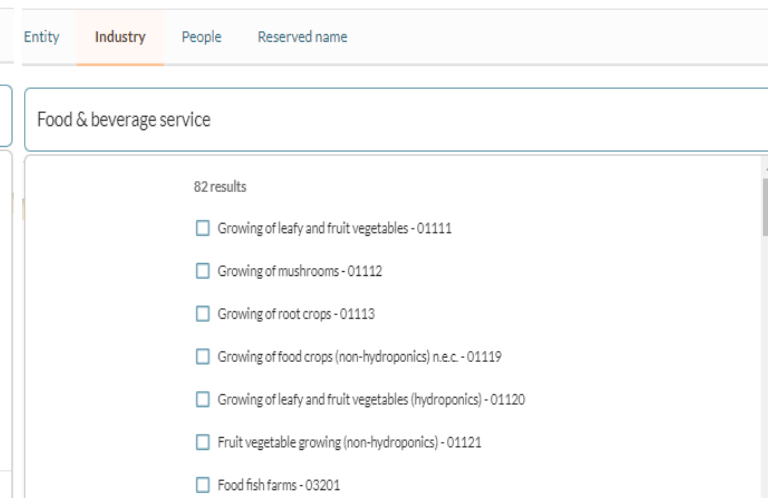 Entity Industry People Reserved name
Food & beverage service
82 results
Growing of leafy and fruit vegetables - 01111
Growing of mushrooms - 01112
Growing of root crops - 01113
Growing of food crops (non-hydroponics) n.e.c. - 01119
Growing of leafy and fruit vegetables (hydroponics) - 01120
Fruit vegetable growing (non-hydroponics) - 01121
Food fish farms - 03201